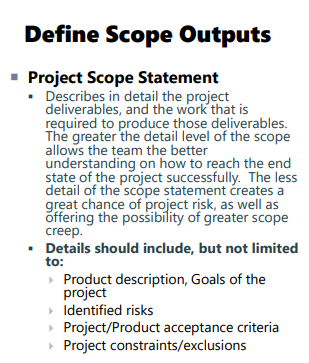 Define Scope Outputs
Project Scope Statement
Describes in detail the project
deliverables, and the work that is
required to produce those deliverables.
The greater the detail level of the scope
allows the team the better
understanding on how to reach the end
state of the project successfully.  The less
detail of the scope statement creates a
great chance of project risk, as well as
offering the possibility of greater scope
creep.
Details should include, but not limited
to:
Product description, Goals of the
project
Identified risks
Project/Product acceptance criteria
Project constraints/exclusions